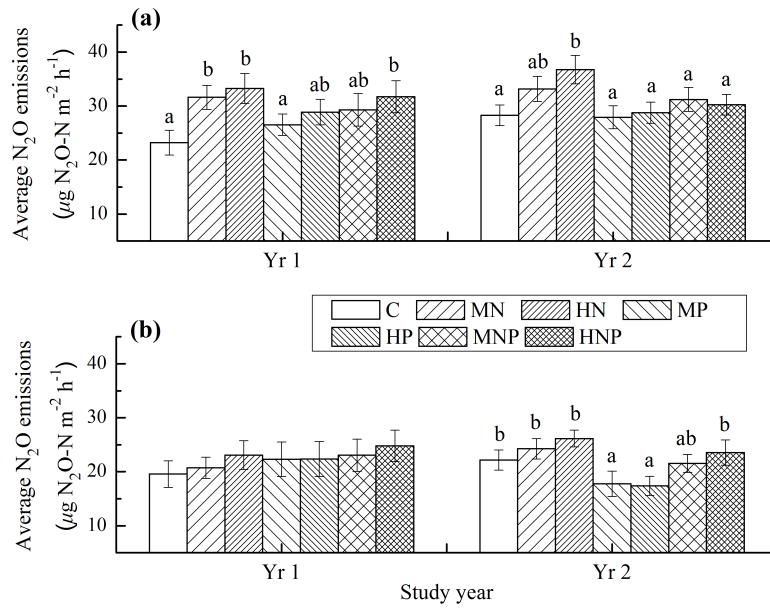 (a)
Average N₂O emissions
(µg N₂O-N m⁻² h⁻¹)
40
30
20
10
a b b a ab ab b
a ab b a a a a
Yr 1 Yr 2
C MN HN MP
HP MNP HNP
(b)
Average N₂O emissions
(µg N₂O-N m⁻² h⁻¹)
40
30
20
10
b b b a a ab b
Yr 1 Yr 2
Study year